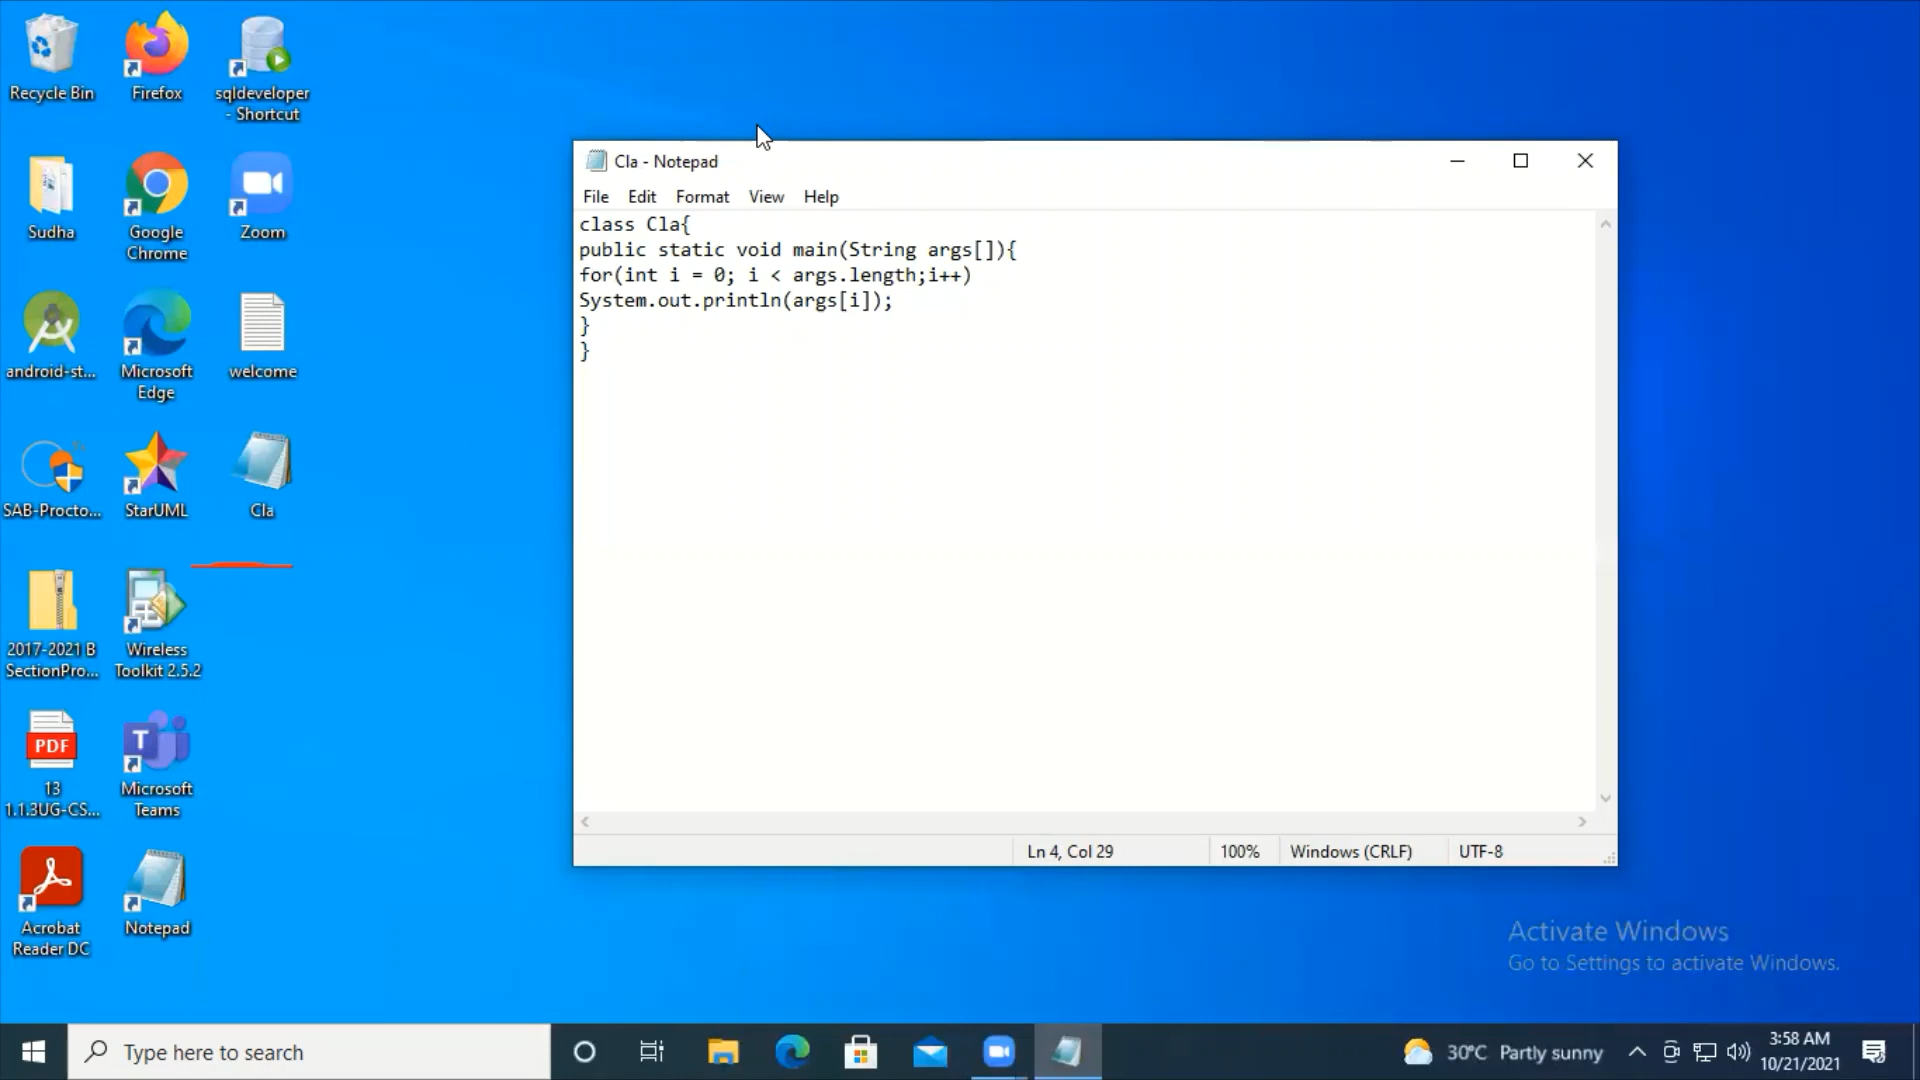 Recycle Bin
Firefox
sqldeveloper
- Shortcut
Sudha
Google
Chrome
Zoom
android-st...
Microsoft
Edge
welcome
SAB-Procto...
StarUML
Cla
2017-2021 B
SectionPro...
Wireless
Toolkit 2.5.2
PDF
13
1.1.3UG-CS...
Microsoft
Teams
Acrobat
Reader DC
Notepad
Cla - Notepad
File Edit Format View Help
class Cla{
public static void main(String args[]){
for(int i = 0; i < args.length;i++)
System.out.println(args[i]);
}
}
Ln 4, Col 29 100% Windows (CRLF) UTF-8
Activate Windows
Go to Settings to activate Windows.
Type here to search
30°C Partly sunny
3:58 AM
10/21/2021